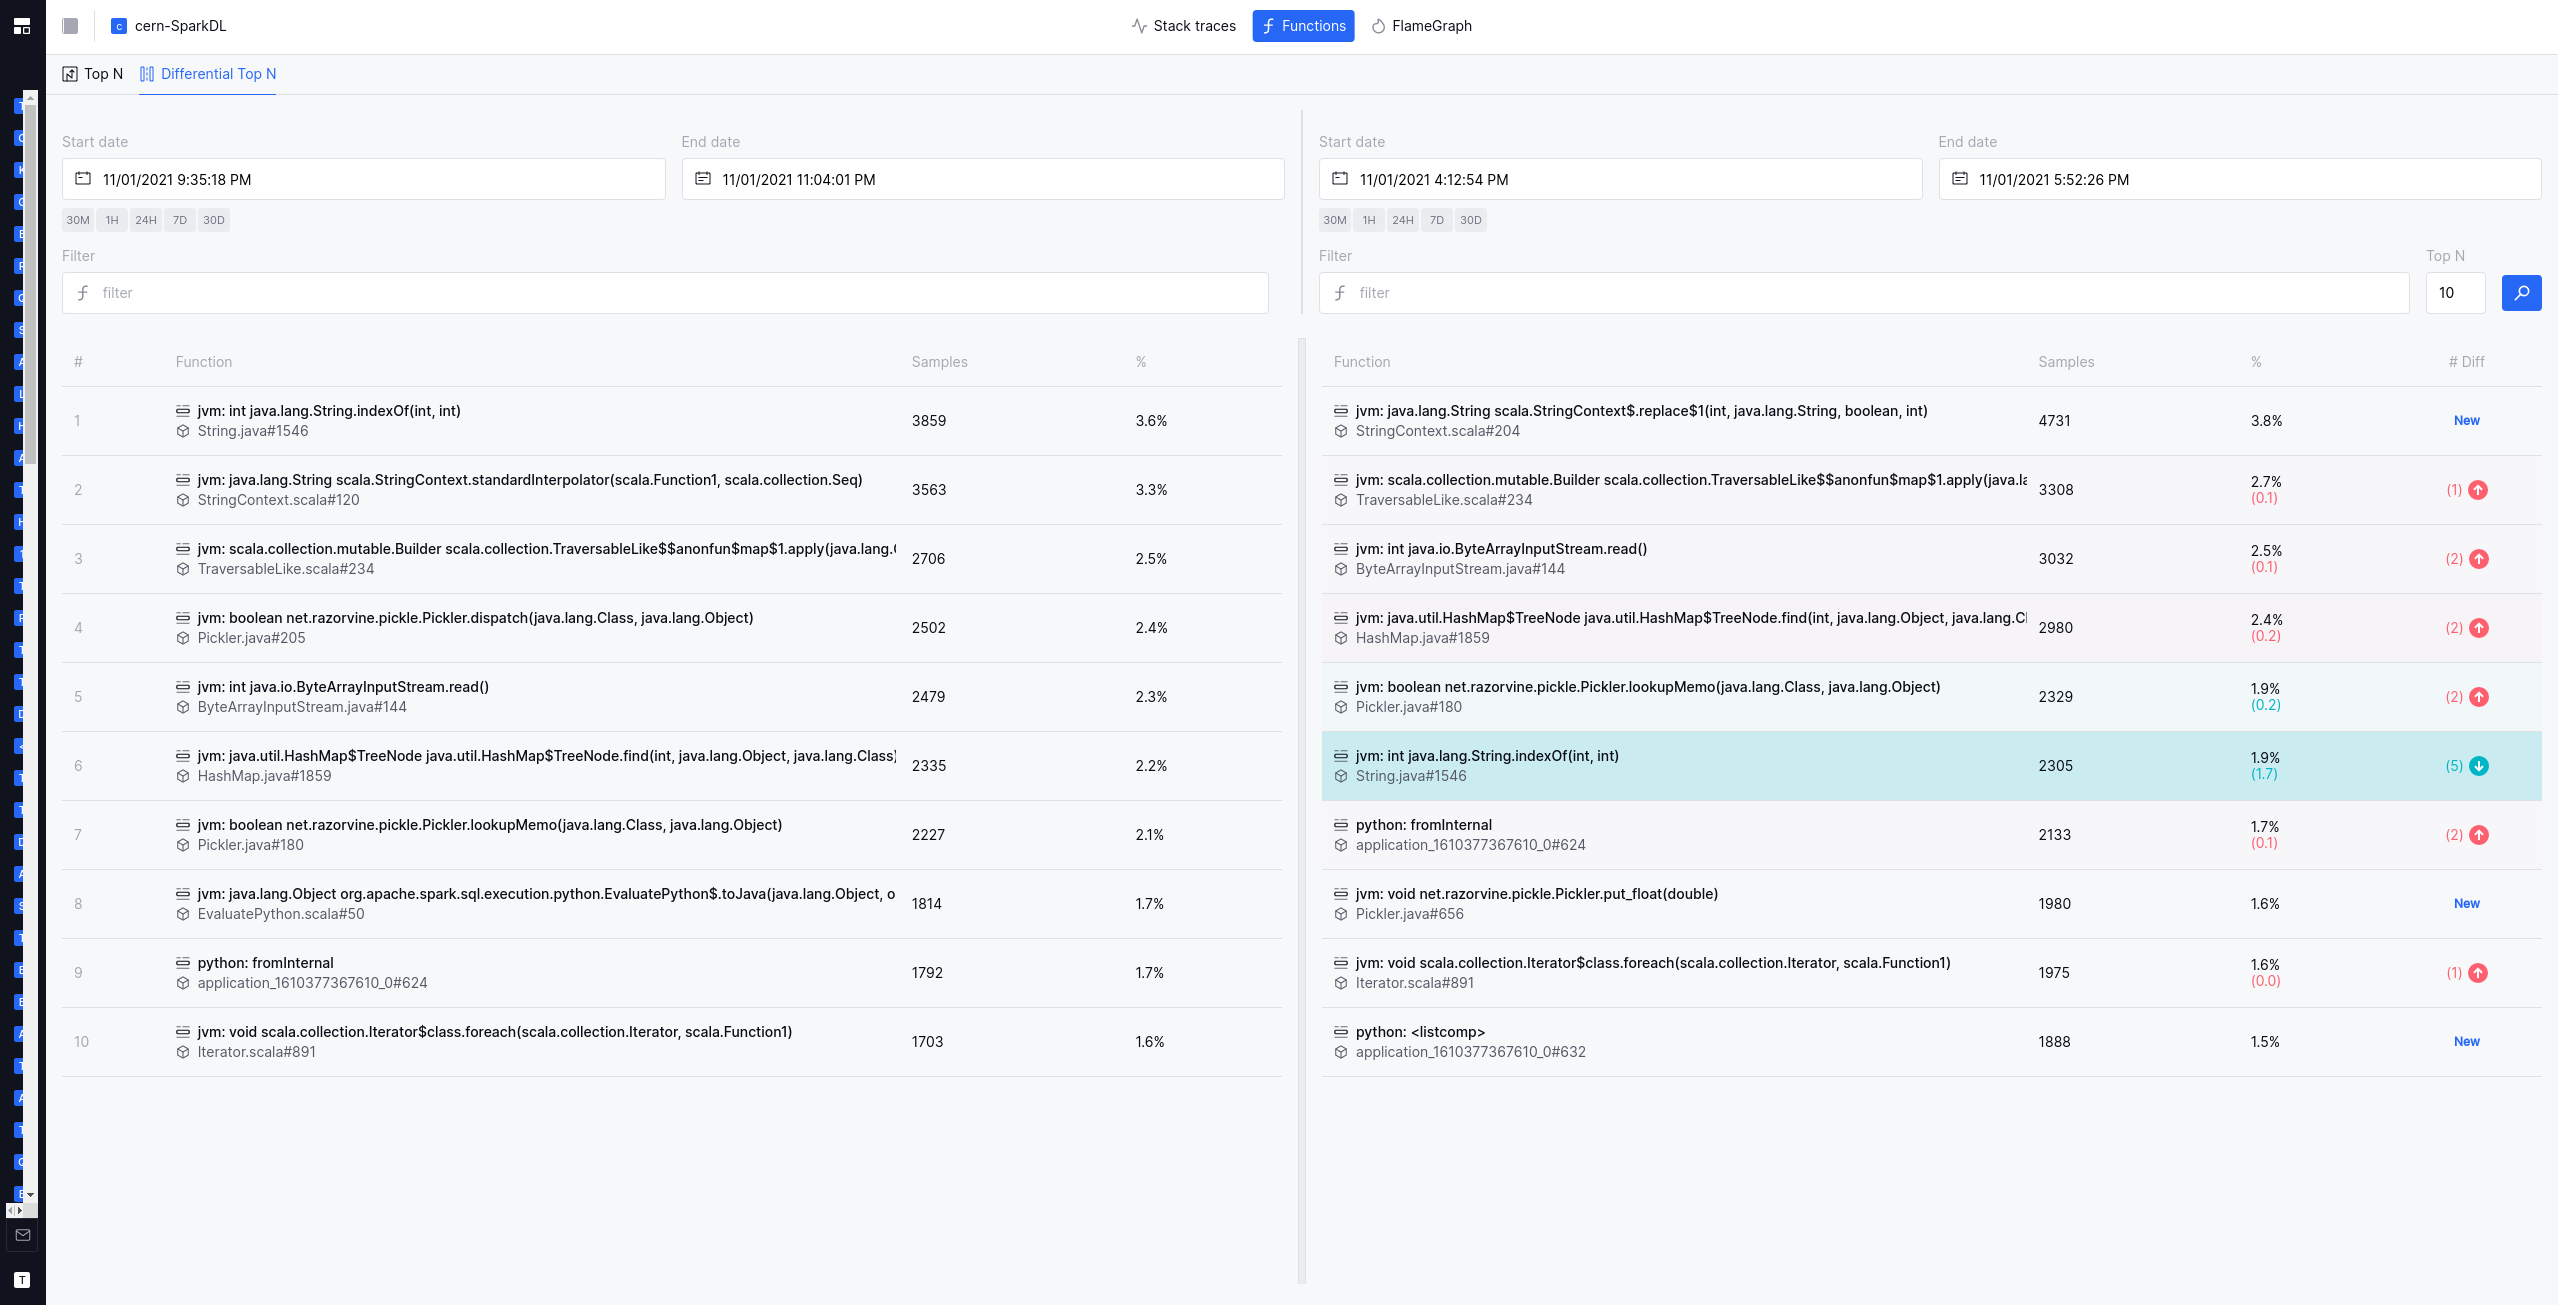 cern-SparkDL
Stack traces
Functions
FlameGraph
Top N
Differential Top N
Start date
End date
11/01/2021 9:35:18 PM
11/01/2021 11:04:01 PM
30M 1H 24H 7D 30D
Filter
filter
Start date
End date
11/01/2021 4:12:54 PM
11/01/2021 5:52:26 PM
30M 1H 24H 7D 30D
Filter
Top N
filter
10
# Function Samples %
1 jvm: int java.lang.String.indexOf(int, int) 3859 3.6%
String.java#1546
2 jvm: java.lang.String scala.StringContext.standardInterpolator(scala.Function1, scala.collection.Seq) 3563 3.3%
StringContext.scala#120
3 jvm: scala.collection.mutable.Builder scala.collection.TraversableLike$$anonfun$map$1.apply(java.lang.( 2706 2.5%
TraversableLike.scala#234
4 jvm: boolean net.razorvine.pickle.Pickler.dispatch(java.lang.Class, java.lang.Object) 2502 2.4%
Pickler.java#205
5 jvm: int java.io.ByteArrayInputStream.read() 2479 2.3%
ByteArrayInputStream.java#144
6 jvm: java.util.HashMap$TreeNode java.util.HashMap$TreeNode.find(int, java.lang.Object, java.lang.Class) 2335 2.2%
HashMap.java#1859
7 jvm: boolean net.razorvine.pickle.Pickler.lookupMemo(java.lang.Class, java.lang.Object) 2227 2.1%
Pickler.java#180
8 jvm: java.lang.Object org.apache.spark.sql.execution.python.EvaluatePython$.toJava(java.lang.Object, o 1814 1.7%
EvaluatePython.scala#50
9 python: fromInternal 1792 1.7%
application_1610377367610_0#624
10 jvm: void scala.collection.Iterator$class.foreach(scala.collection.Iterator, scala.Function1) 1703 1.6%
Iterator.scala#891
Function Samples % # Diff
jvm: java.lang.String scala.StringContext$.replace$1(int, java.lang.String, boolean, int) 4731 3.8% New
StringContext.scala#204
jvm: scala.collection.mutable.Builder scala.collection.TraversableLike$$anonfun$map$1.apply(java.la 3308 2.7% (1)
TraversableLike.scala#234 (0.1)
jvm: int java.io.ByteArrayInputStream.read() 3032 2.5% (2)
ByteArrayInputStream.java#144 (0.1)
jvm: java.util.HashMap$TreeNode java.util.HashMap$TreeNode.find(int, java.lang.Object, java.lang.Cl 2980 2.4% (2)
HashMap.java#1859 (0.2)
jvm: boolean net.razorvine.pickle.Pickler.lookupMemo(java.lang.Class, java.lang.Object) 2329 1.9% (2)
Pickler.java#180 (0.2)
jvm: int java.lang.String.indexOf(int, int) 2305 1.9% (5)
String.java#1546 (1.7)
python: fromInternal 2133 1.7% (2)
application_1610377367610_0#624 (0.1)
jvm: void net.razorvine.pickle.Pickler.put_float(double) 1980 1.6% New
Pickler.java#656
jvm: void scala.collection.Iterator$class.foreach(scala.collection.Iterator, scala.Function1) 1975 1.6% (1)
Iterator.scala#891 (0.0)
python: <listcomp> 1888 1.5% New
application_1610377367610_0#632
T